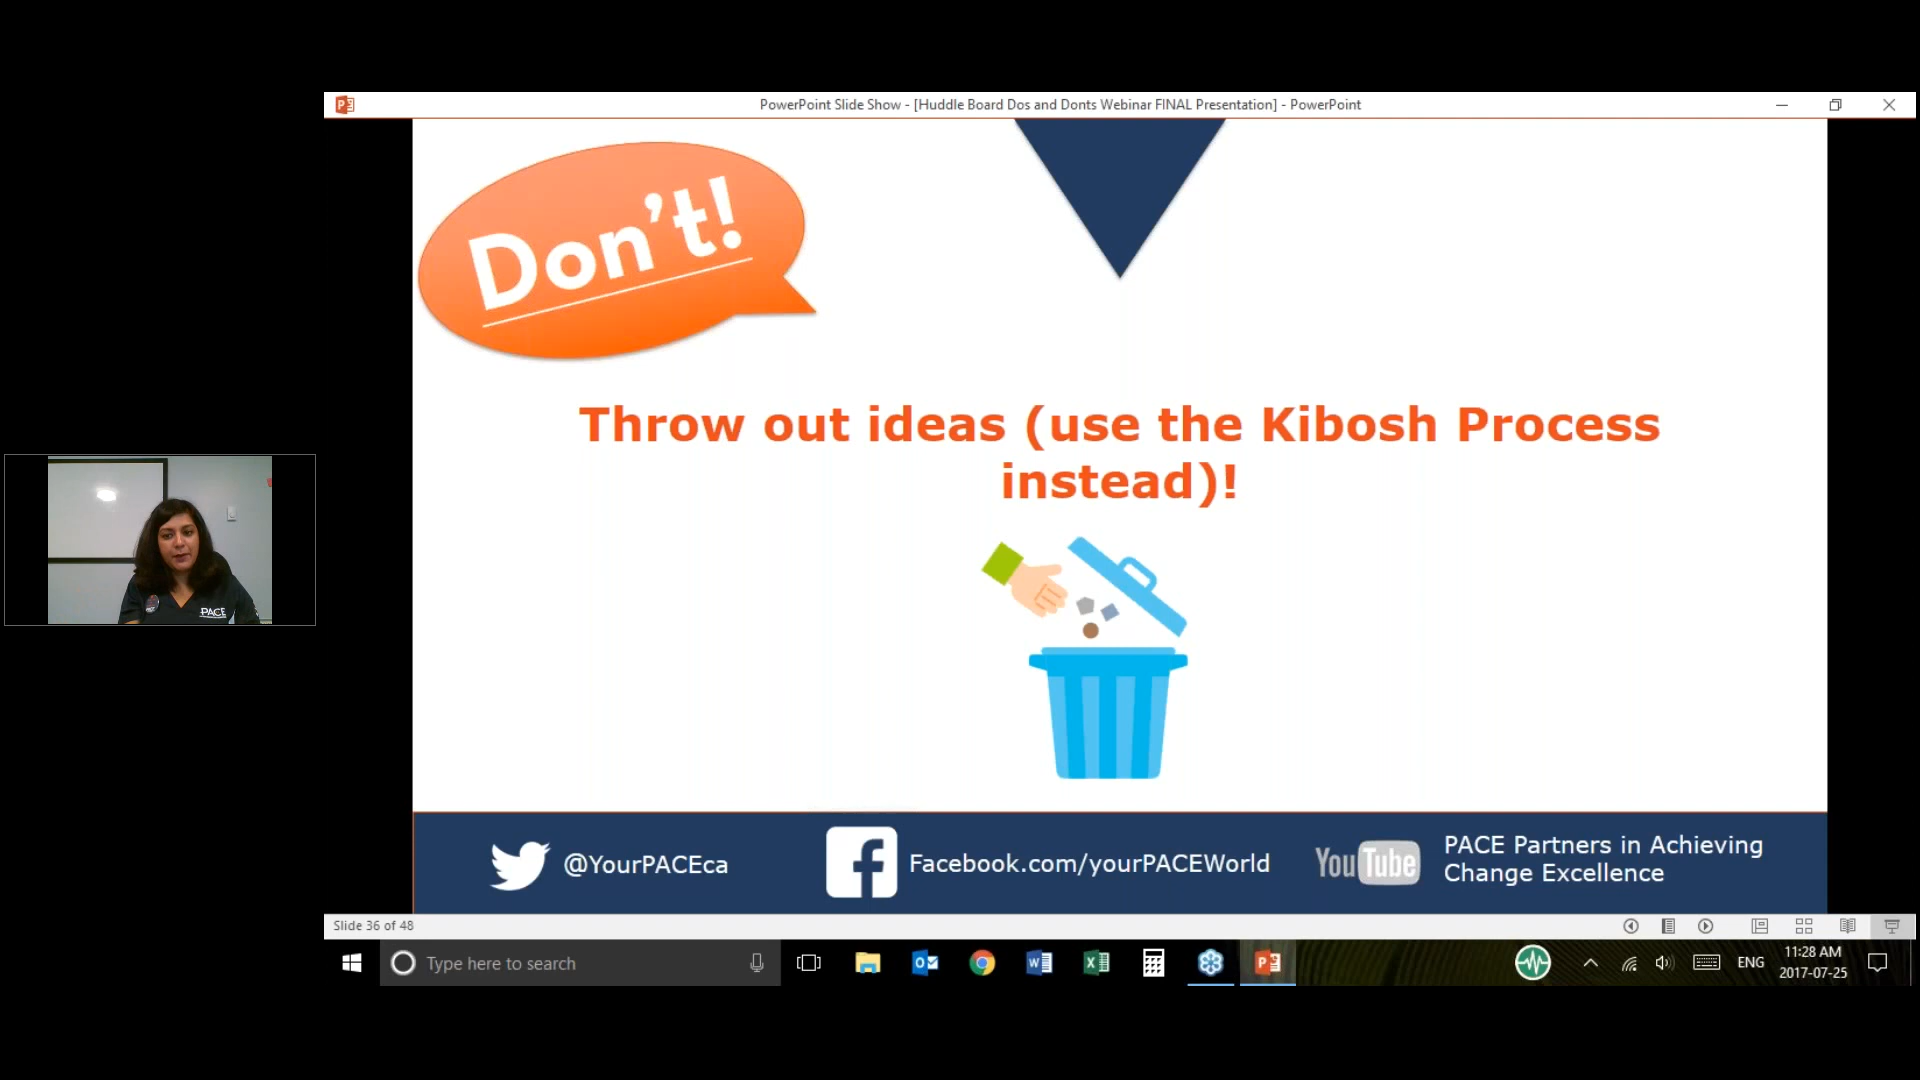 PowerPoint Slide Show - [Huddle Board Dos and Donts Webinar FINAL Presentation] - PowerPoint
Don't!
Throw out ideas (use the Kibosh Process
instead)!
PACE
@YourPACEca
Facebook.com/yourPACEWorld
YouTube
PACE Partners in Achieving
Change Excellence
Slide 36 of 48
Type here to search
ENG
11:28 AM
2017-07-25